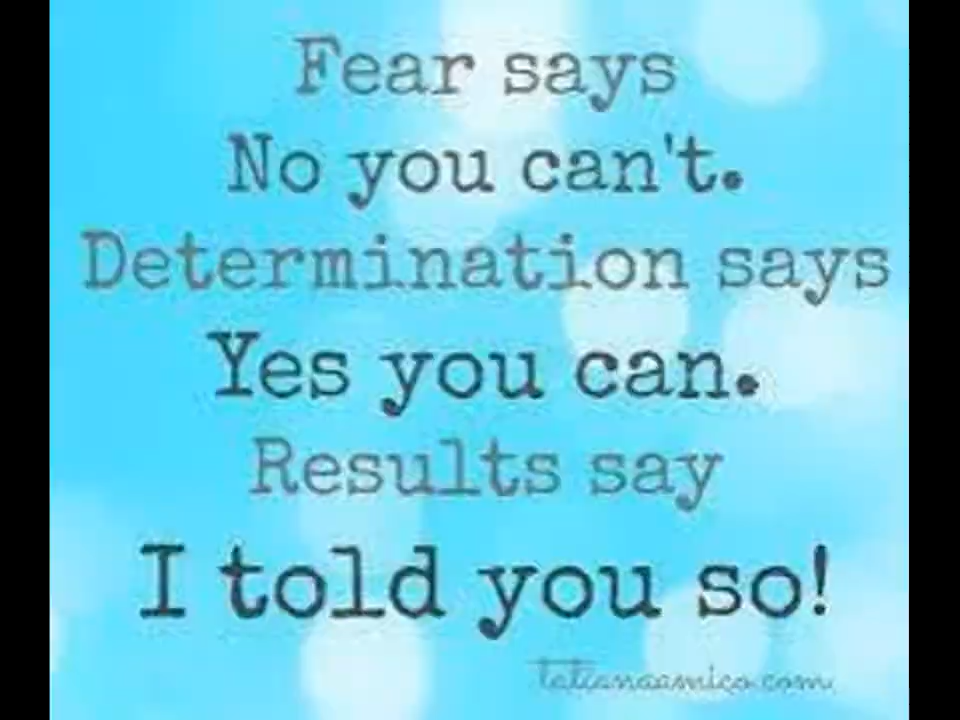 Fear says
No you can't.
Determination says
Yes you can.
Results say
I told you so!
tatianaamico.com